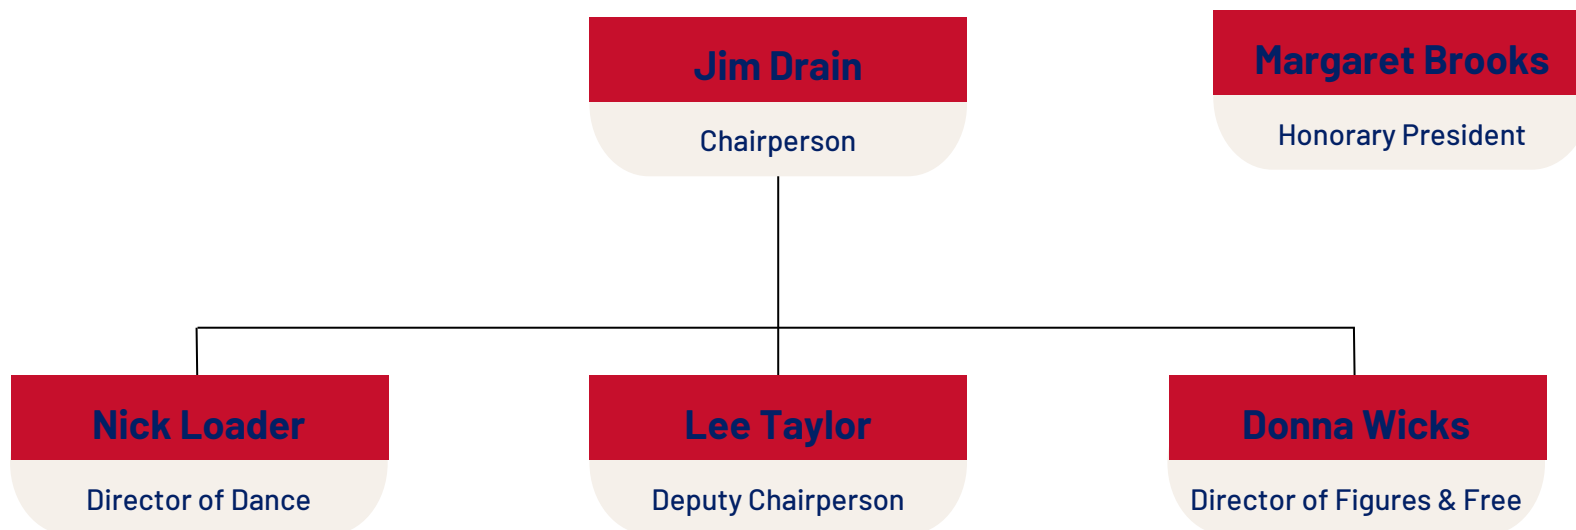 Jim Drain
Chairperson
Margaret Brooks
Honorary President
Nick Loader
Director of Dance
Lee Taylor
Deputy Chairperson
Donna Wicks
Director of Figures & Free